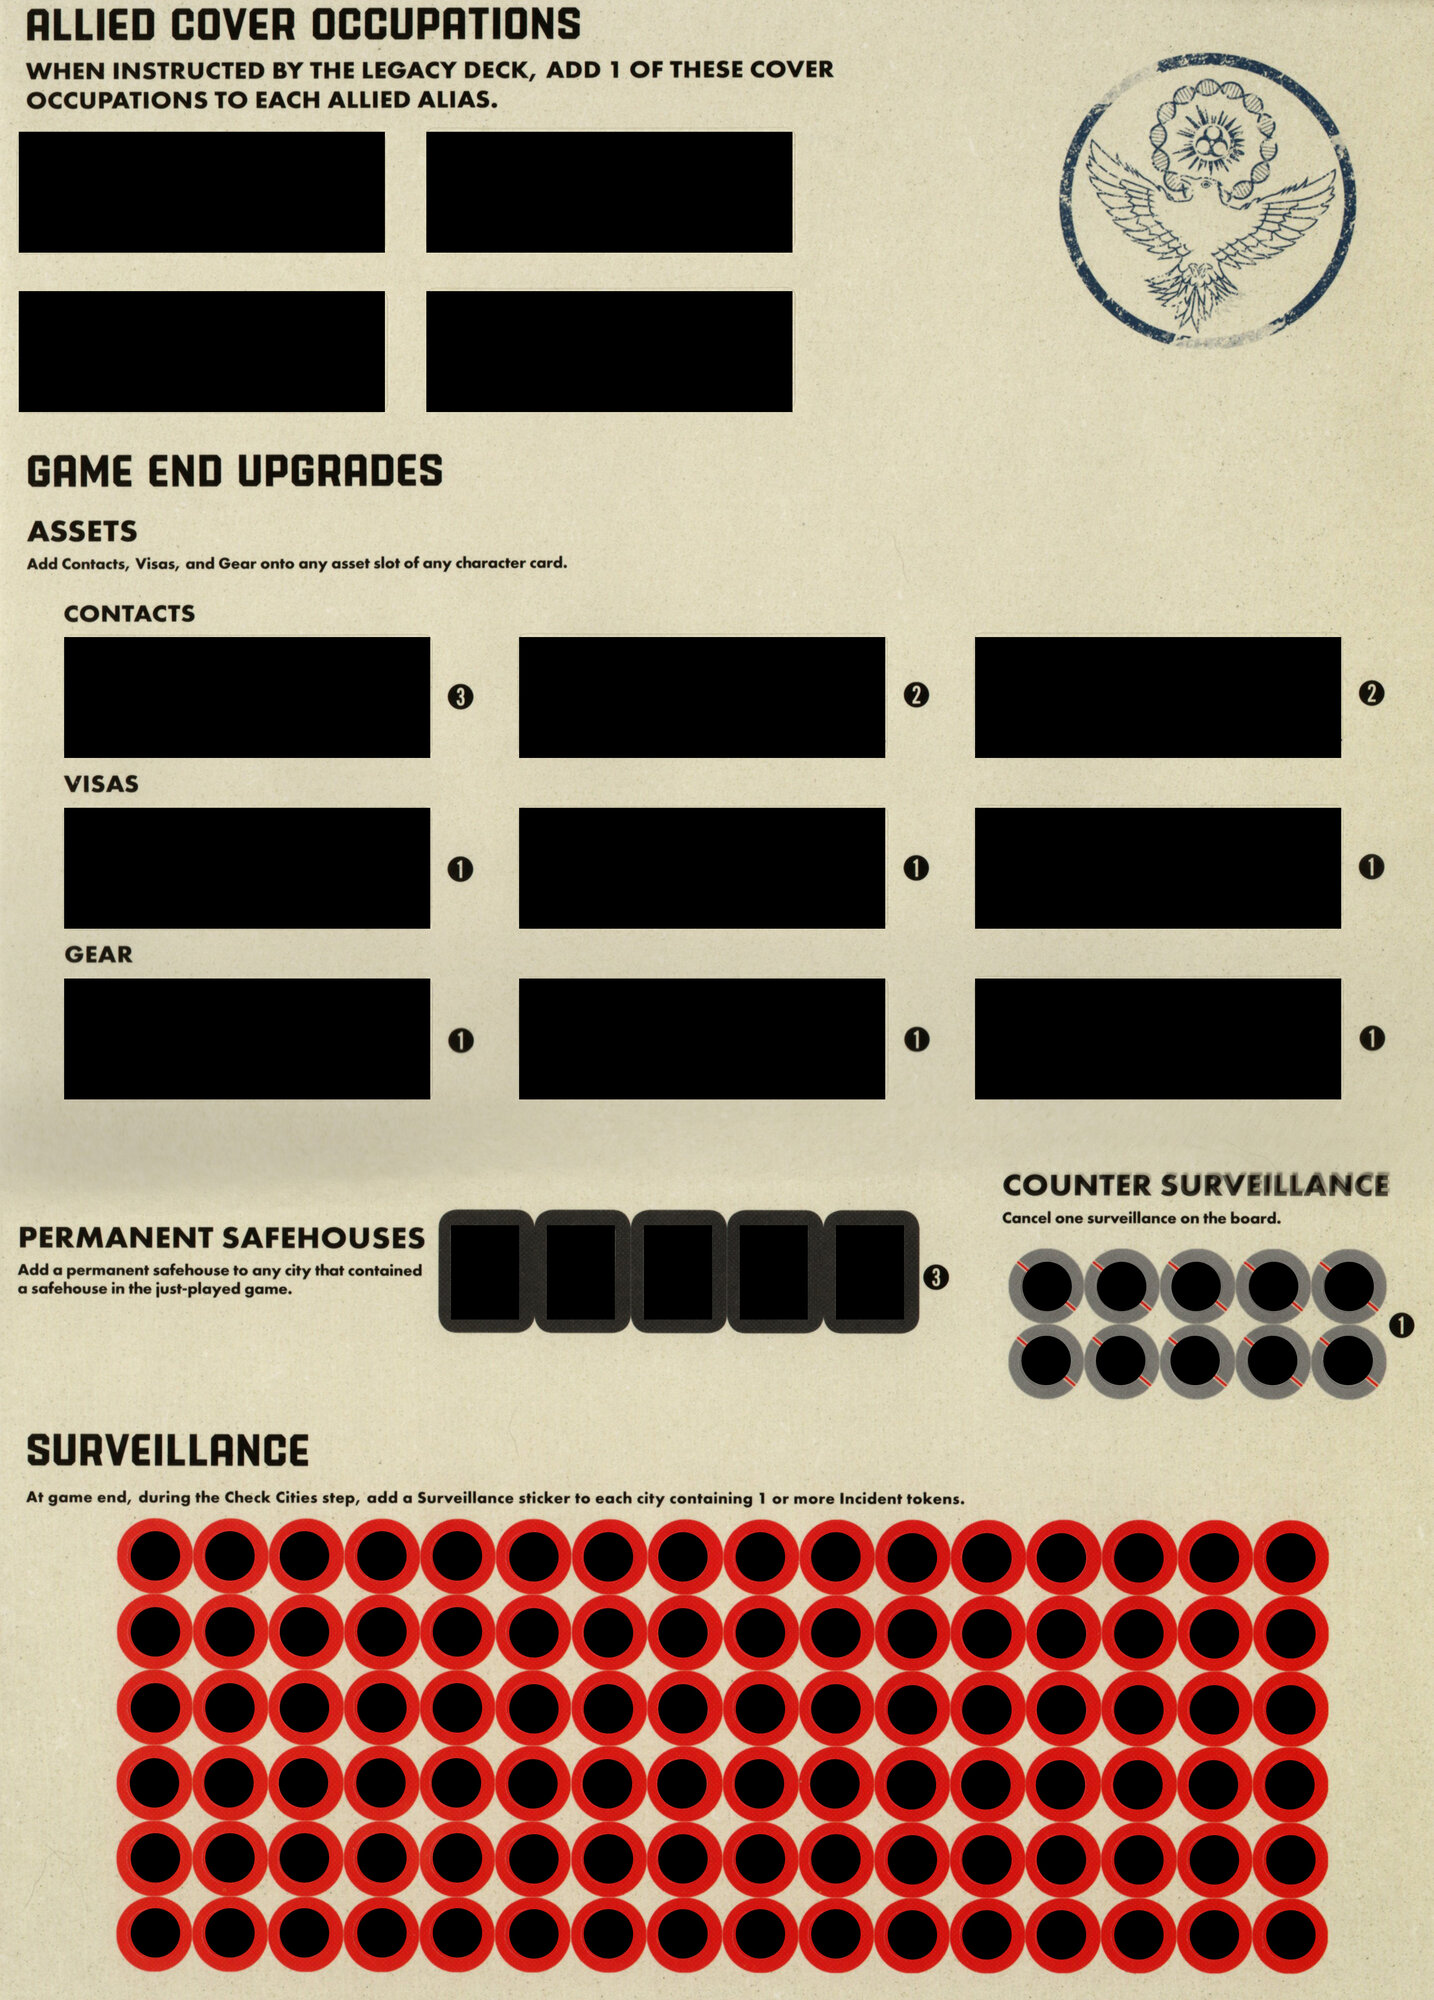 ALLIED COVER OCCUPATIONS
WHEN INSTRUCTED BY THE LEGACY DECK, ADD 1 OF THESE COVER
OCCUPATIONS TO EACH ALLIED ALIAS.
GAME END UPGRADES
ASSETS
Add Contacts, Visas, and Gear onto any asset slot of any character card.
CONTACTS
3
2
2
VISAS
1
1
1
GEAR
1
1
1
PERMANENT SAFEHOUSES
Add a permanent safehouse to any city that contained
a safehouse in the just-played game.
3
COUNTER SURVEILLANCE
Cancel one surveillance on the board.
1
SURVEILLANCE
At game end, during the Check Cities step, add a Surveillance sticker to each city containing 1 or more Incident tokens.